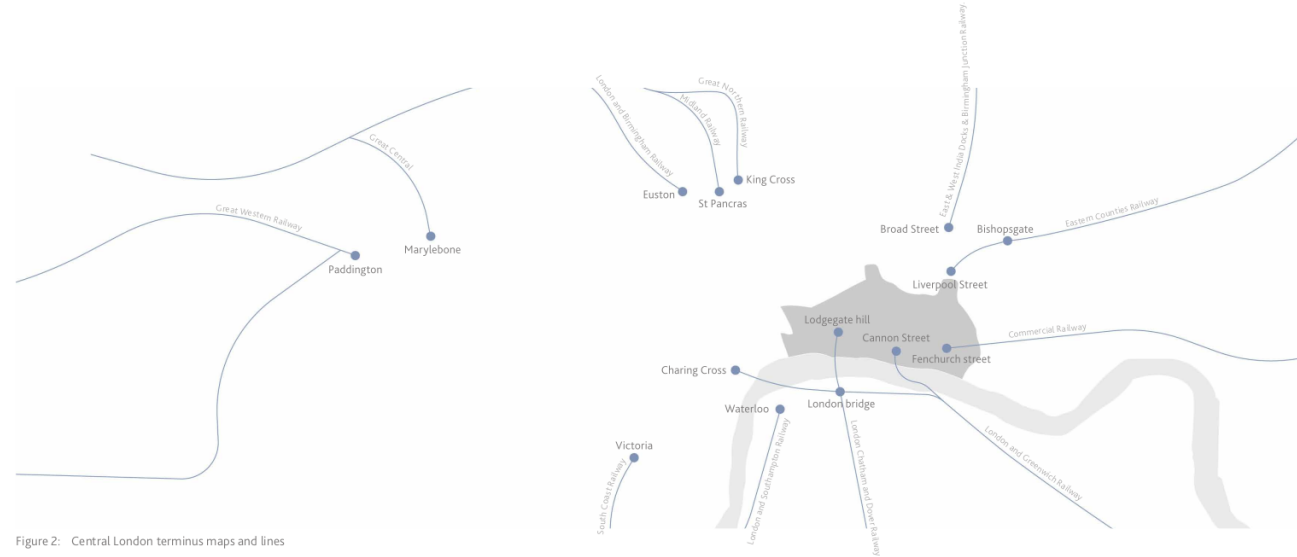 East & West India Docks & Birmingham Junction Railway
London and Birmingham Railway
Midland Railway
Great Northern Railway
Great Central
King Cross
Euston
St Pancras
Great Western Railway
Eastern Counties Railway
Broad Street
Bishopsgate
Marylebone
Paddington
Liverpool Street
Lodgegate hill
Cannon Street
Commercial Railway
Fenchurch street
Charing Cross
London bridge
Waterloo
Victoria
South Coast Railway
London and Southampton Railway
London Chatham and Dover Railway
London and Greenwich Railway
Figure 2: Central London terminus maps and lines